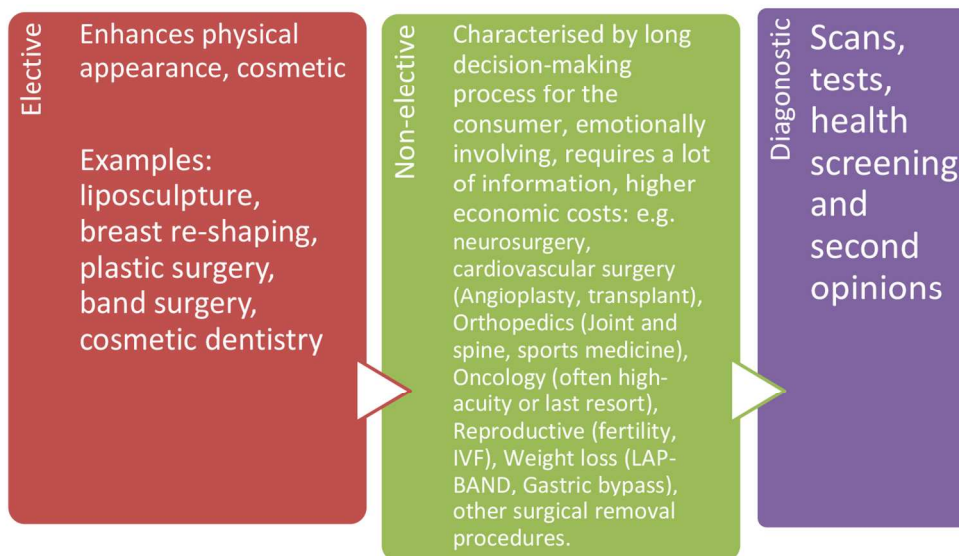 Elective
Enhances physical
appearance, cosmetic
Examples:
liposculpture,
breast re-shaping,
plastic surgery,
band surgery,
cosmetic dentistry
Non-elective
Characterised by long
decision-making
process for the
consumer, emotionally
involving, requires a lot
of information, higher
economic costs: e.g.
neurosurgery,
cardiovascular surgery
(Angioplasty, transplant),
Orthopedics (Joint and
spine, sports medicine),
Oncology (often high-
acuity or last resort),
Reproductive (fertility,
IVF), Weight loss (LAP-
BAND, Gastric bypass),
other surgical removal
procedures.
Diagonostic
Scans,
tests,
health
screening
and
second
opinions